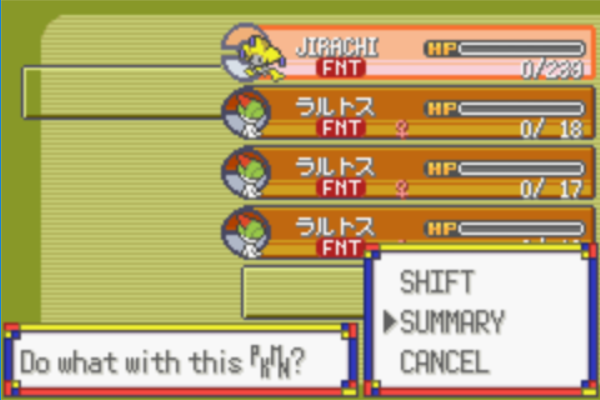 JIRACHI HP
FNT 0/239
ラルトス HP
FNT ♀ 0/ 18
ラルトス HP
FNT ♀ 0/ 17
ラルトス HP
FNT
SHIFT
▶SUMMARY
CANCEL
Do what with this PKMN?